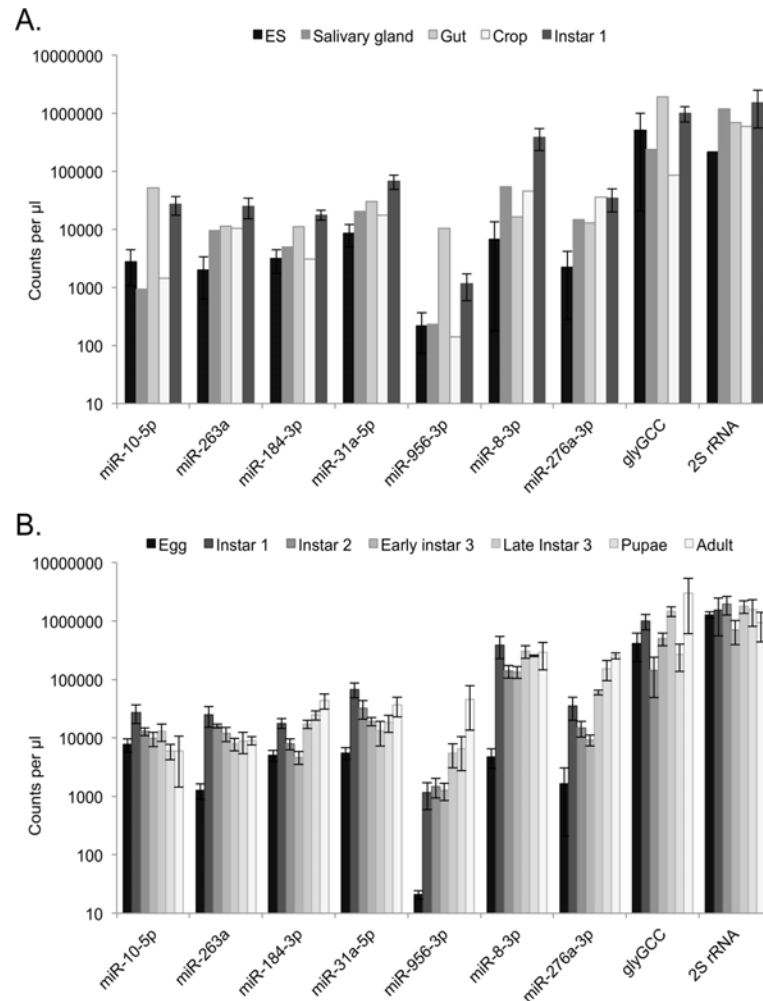 A.
ES Salivary gland Gut Crop Instar 1
10000000
1000000
100000
10000
1000
100
10
Counts per µl
miR-10-5p
miR-263a
miR-184-3p
miR-31a-5p
miR-956-3p
miR-8-3p
miR-276a-3p
glyGCC
2S rRNA
B.
Egg Instar 1 Instar 2 Early instar 3 Late Instar 3 Pupae Adult
10000000
1000000
100000
10000
1000
100
10
Counts per µl
miR-10-5p
miR-263a
miR-184-3p
miR-31a-5p
miR-956-3p
miR-8-3p
miR-276a-3p
glyGCC
2S rRNA